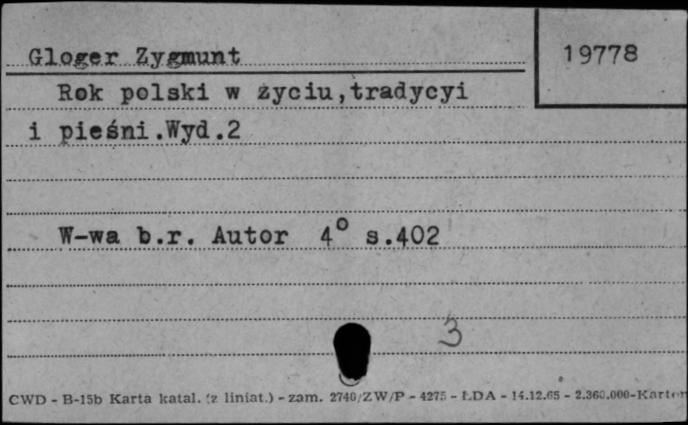 Gloger Zygmunt
19778
Rok polski w życiu,tradycyi
i pieśni.Wyd.2
W-wa b.r. Autor 4° s.402
3
CWD - B-15b Karta katal. (z liniat.) - zam. 2740/ZW/P - 4275 - ŁDA - 14.12.65 - 2.360.000-Karton